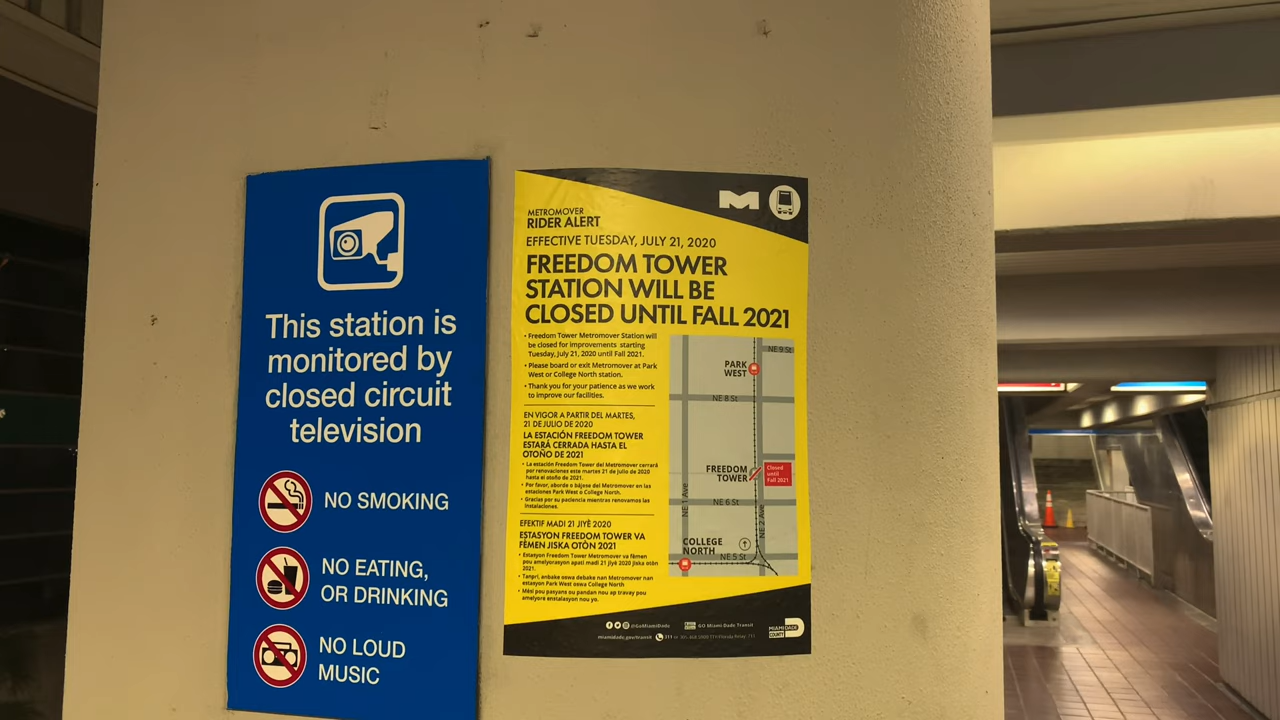 This station is
monitored by
closed circuit
television
NO SMOKING
NO EATING,
OR DRINKING
NO LOUD
MUSIC
METROMOVER
RIDER ALERT
EFFECTIVE TUESDAY, JULY 21, 2020
FREEDOM TOWER
STATION WILL BE
CLOSED UNTIL FALL 2021
• Freedom Tower Metromover Station will
be closed for improvements starting
Tuesday, July 21, 2020 until Fall 2021.
• Please board or exit Metromover at Park
West or College North station.
• Thank you for your patience as we work
to improve our facilities.
EN VIGOR A PARTIR DEL MARTES,
21 DE JULIO DE 2020
LA ESTACIÓN FREEDOM TOWER
ESTARÁ CERRADA HASTA EL
OTOÑO DE 2021
• La estación Freedom Tower del Metromover cerrará
por renovaciones este martes 21 de julio de 2020
hasta el otoño de 2021.
• Por favor, aborde o bájese del Metromover en las
estaciones Park West o College North.
• Gracias por su paciencia mientras renovamos las
instalaciones.
EFEKTIF MADI 21 JIYÈ 2020
ESTASYON FREEDOM TOWER VA
FÈMEN JISKA OTÒN 2021
• Estasyon Freedom Tower Metromover va fèmen
pou amelyorasyon apati madi 21 jiyè 2020 jiska otòn
2021.
• Tanpri, anbake oswa debake nan Metromover nan
estasyon Park West oswa College North
• Mèsi pou pasyans ou pandan nou ap travay pou
amelyore enstalasyon nou yo.
NE 9 St
PARK
WEST
NE 8 St
FREEDOM
TOWER
Closed
until
Fall 2021
NE 1 Ave
NE 6 St
NE 2 Ave
COLLEGE
NORTH
NE 5 St
@GoMiamiDade
GO Miami-Dade Transit
miamidade.gov/transit
311
MIAMI-DADE
COUNTY